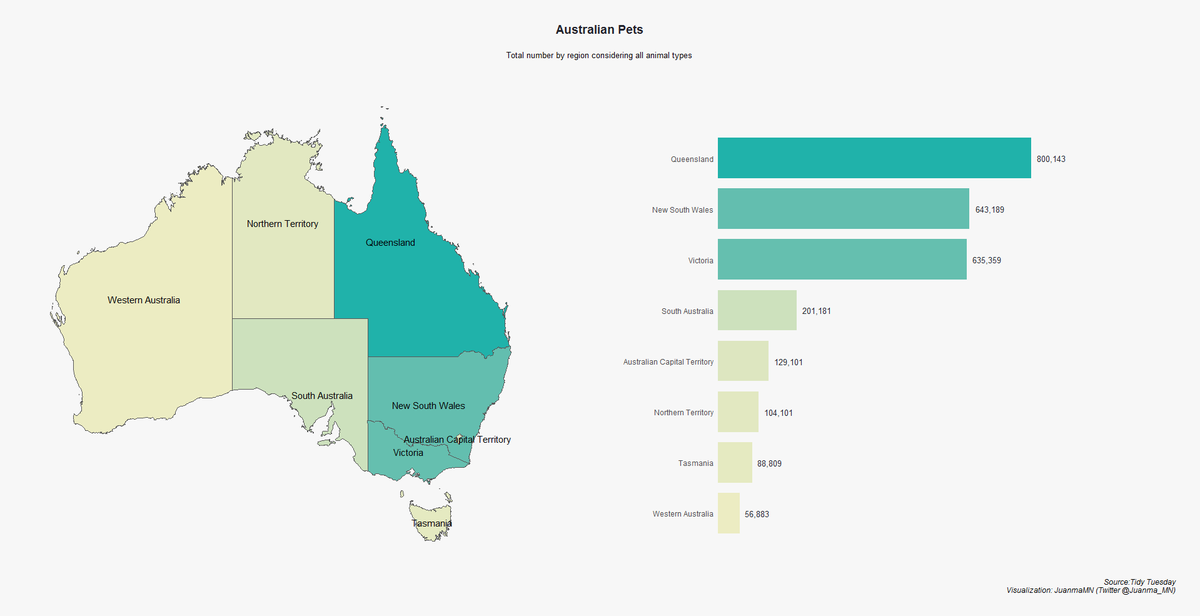 Australian Pets
Total number by region considering all animal types
Northern Territory
Queensland
Western Australia
South Australia
New South Wales
Australian Capital Territory
Victoria
Tasmania
Queensland 800,143
New South Wales 643,189
Victoria 635,359
South Australia 201,181
Australian Capital Territory 129,101
Northern Territory 104,101
Tasmania 88,809
Western Australia 56,883
Source:Tidy Tuesday
Visualization: JuanmaMN (Twitter @Juanma_MN)